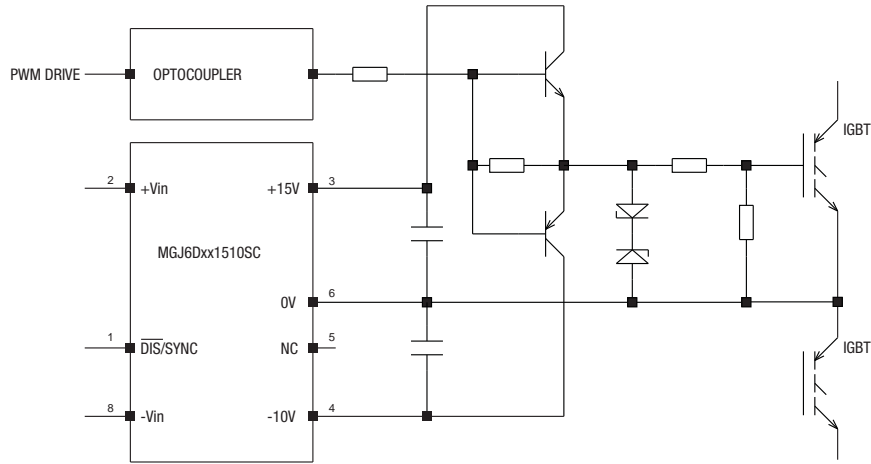 PWM DRIVE
OPTOCOUPLER
IGBT
2
+Vin
+15V
3
MGJ6Dxx1510SC
0V
6
1
DIS/SYNC
NC
5
IGBT
8
-Vin
-10V
4